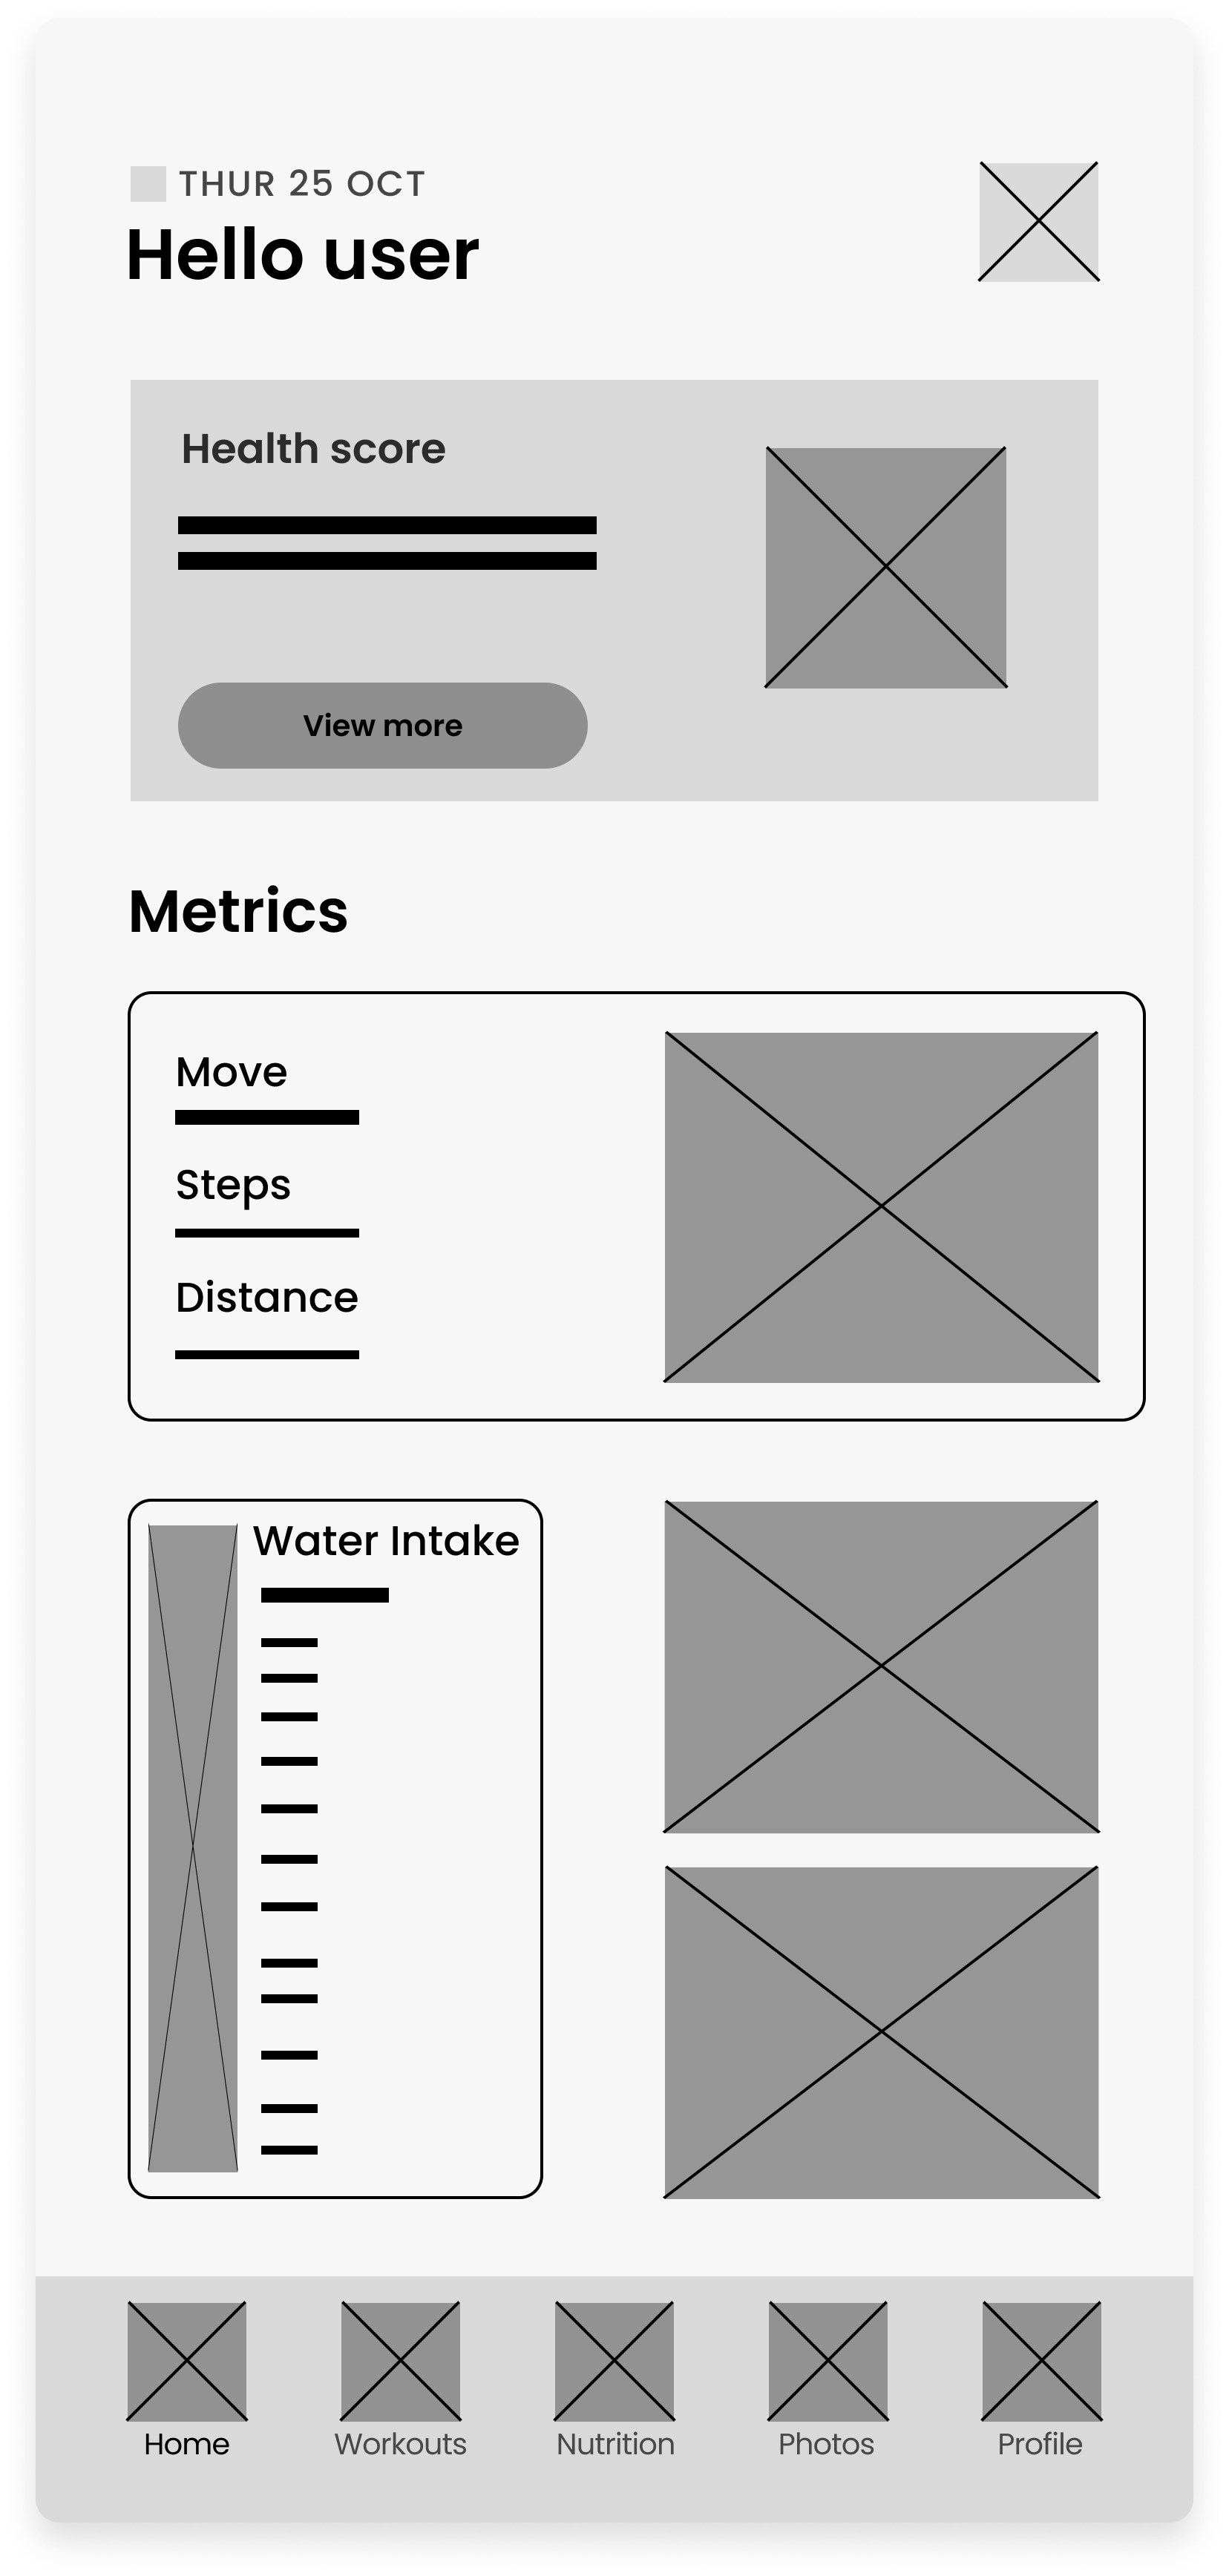 THUR 25 OCT
Hello user
Health score
View more
Metrics
Move
Steps
Distance
Water Intake
Home
Workouts
Nutrition
Photos
Profile